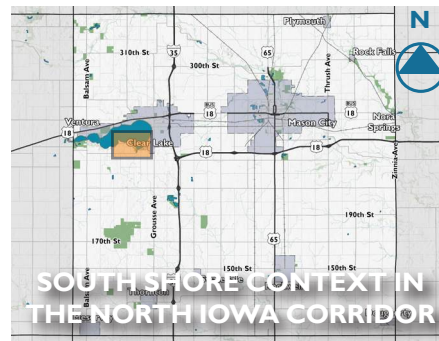 N
Plymouth
35
65
Rock Falls
310th St
300th St
Balsam Ave
Thrush Ave
Ventura
18
18
18
Mason City
Nora
Springs
Clear Lake
18
18
Grouse Ave
Zinnia Ave
190th St
65
170th St
150th St
150th St
Balsam Ave
SOUTH SHORE CONTEXT IN
THE NORTH IOWA CORRIDOR